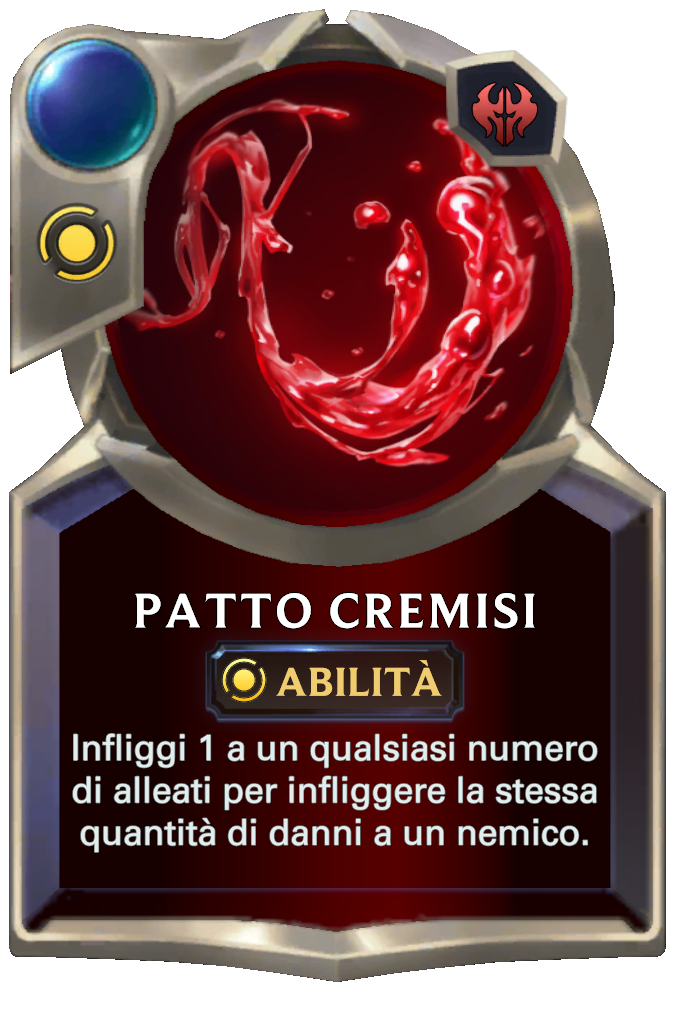 PATTO CREMISI
ABILITÀ
Infliggi 1 a un qualsiasi numero
di alleati per infliggere la stessa
quantità di danni a un nemico.